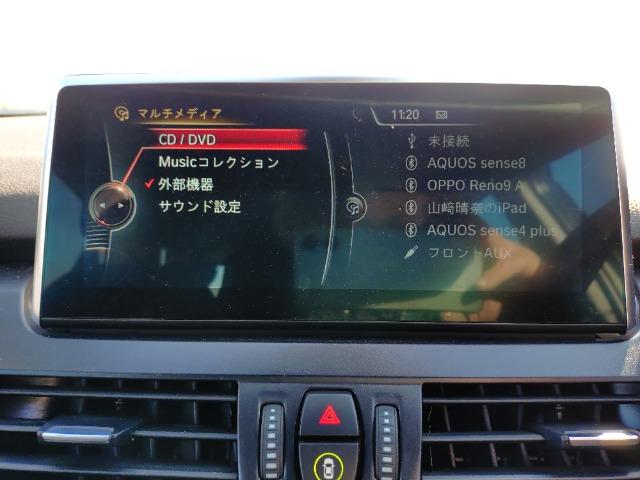 マルチメディア
CD / DVD
Musicコレクション
外部機器
サウンド設定
11:20
未接続
AQUOS sense8
OPPO Reno9 A
山﨑晴奈のiPad
AQUOS sense4 plus
フロントAUX